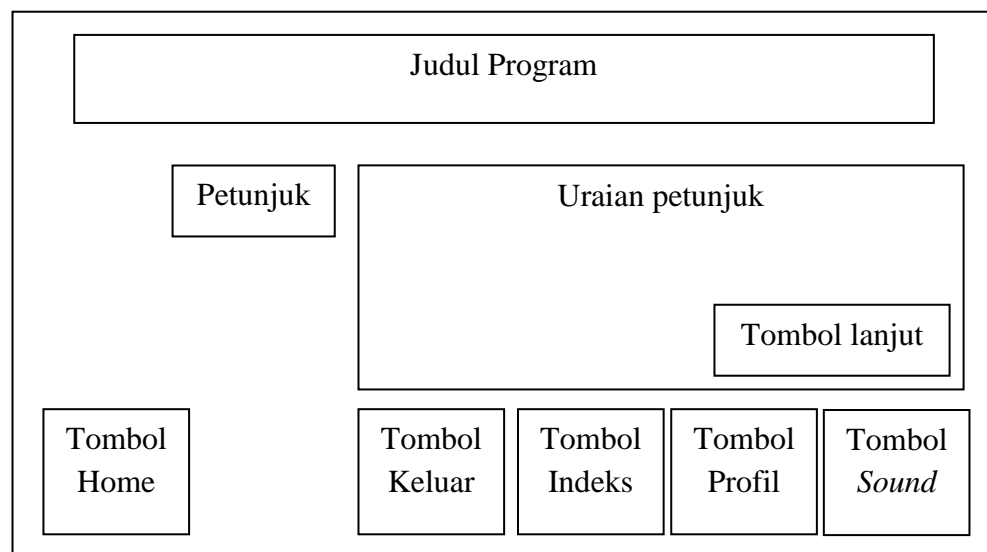 Judul Program
Petunjuk
Uraian petunjuk
Tombol lanjut
Tombol
Home
Tombol
Keluar
Tombol
Indeks
Tombol
Profil
Tombol
Sound